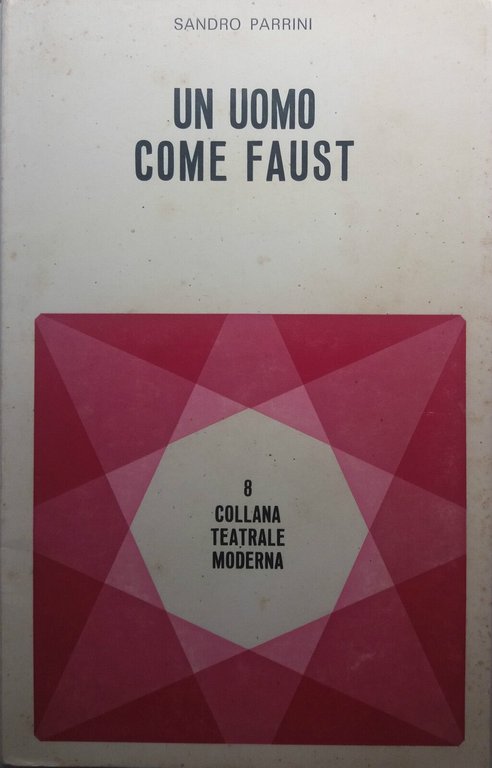 SANDRO PARRINI
UN UOMO
COME FAUST
8
COLLANA
TEATRALE
MODERNA